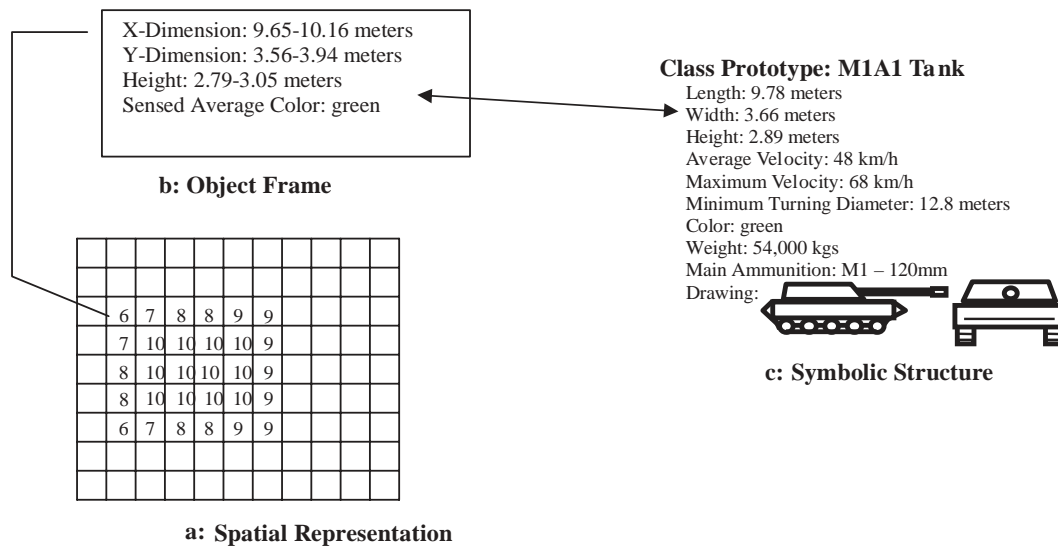 X-Dimension: 9.65-10.16 meters
Y-Dimension: 3.56-3.94 meters
Height: 2.79-3.05 meters
Sensed Average Color: green
b: Object Frame
Class Prototype: M1A1 Tank
Length: 9.78 meters
Width: 3.66 meters
Height: 2.89 meters
Average Velocity: 48 km/h
Maximum Velocity: 68 km/h
Minimum Turning Diameter: 12.8 meters
Color: green
Weight: 54,000 kgs
Main Ammunition: M1 – 120mm
Drawing:
c: Symbolic Structure
6 7 8 8 9 9
7 10 10 10 10 9
8 10 10 10 10 9
8 10 10 10 10 9
6 7 8 8 9 9
a: Spatial Representation